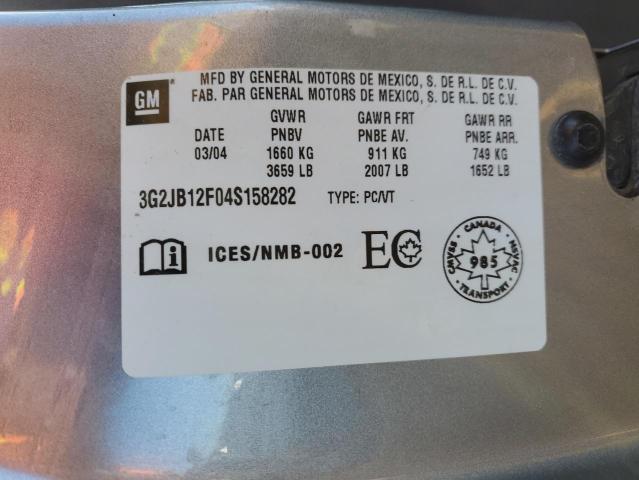 GM
MFD BY GENERAL MOTORS DE MEXICO, S. DE R.L. DE C.V.
FAB. PAR GENERAL MOTORS DE MEXICO, S. DE R.L. DE C.V.
GVWR GAWR FRT GAWR RR
DATE PNBV PNBE AV. PNBE ARR.
03/04 1660 KG 911 KG 749 KG
3659 LB 2007 LB 1652 LB
3G2JB12F04S158282 TYPE: PC/VT
i ICES/NMB-002 EC
CANADA
CMVSS NSVAC
985
TRANSPORT